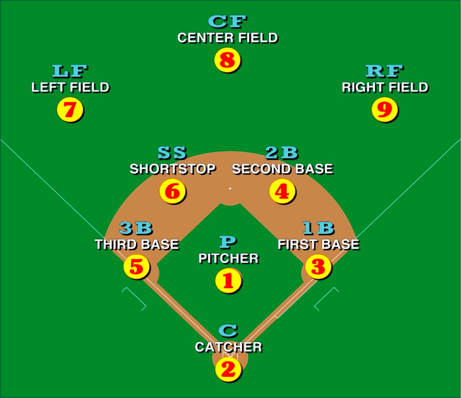 CF
CENTER FIELD
8
LF
LEFT FIELD
7
RF
RIGHT FIELD
9
SS
SHORTSTOP
6
2B
SECOND BASE
4
3B
THIRD BASE
5
P
PITCHER
1
1B
FIRST BASE
3
C
CATCHER
2